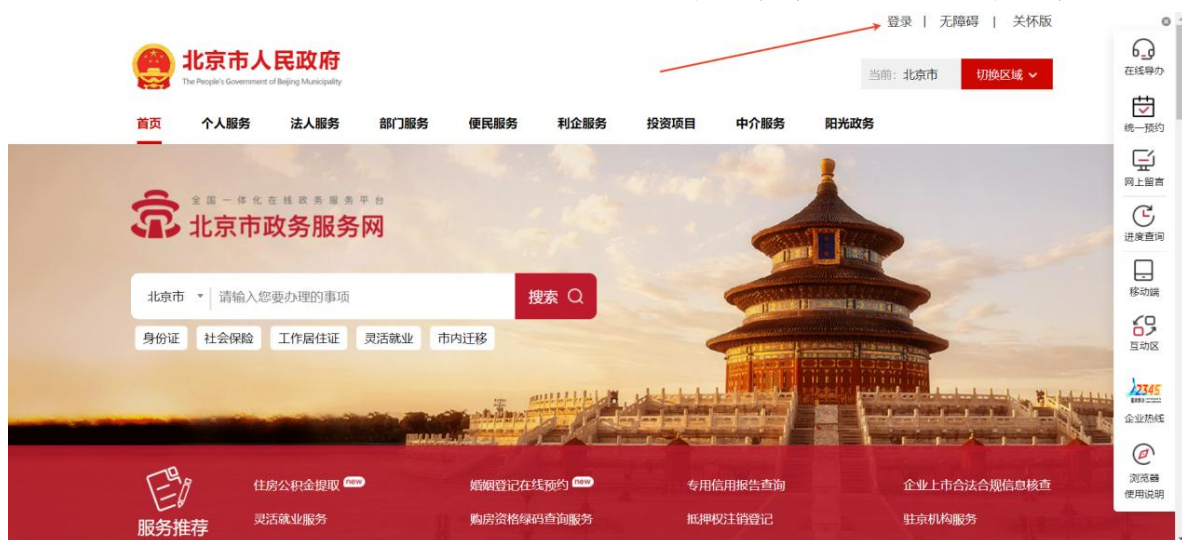 登录 | 无障碍 | 关怀版
北京市人民政府
The People's Government of Beijing Municipality
当前: 北京市 切换区域
首页 个人服务 法人服务 部门服务 便民服务 利企服务 投资项目 中介服务 阳光政务
全国一体化在线政务服务平台
北京市政务服务网
北京市 请输入您要办理的事项 搜索
身份证 社会保险 工作居住证 灵活就业 市内迁移
服务推荐
住房公积金提取 new 婚姻登记在线预约 new 专用信用报告查询 企业上市合法合规信息核查
灵活就业服务 购房资格绿码查询服务 抵押权注销登记 驻京机构服务
在线导办
统一预约
网上留言
进度查询
移动端
互动区
12345
企业热线
浏览器
使用说明